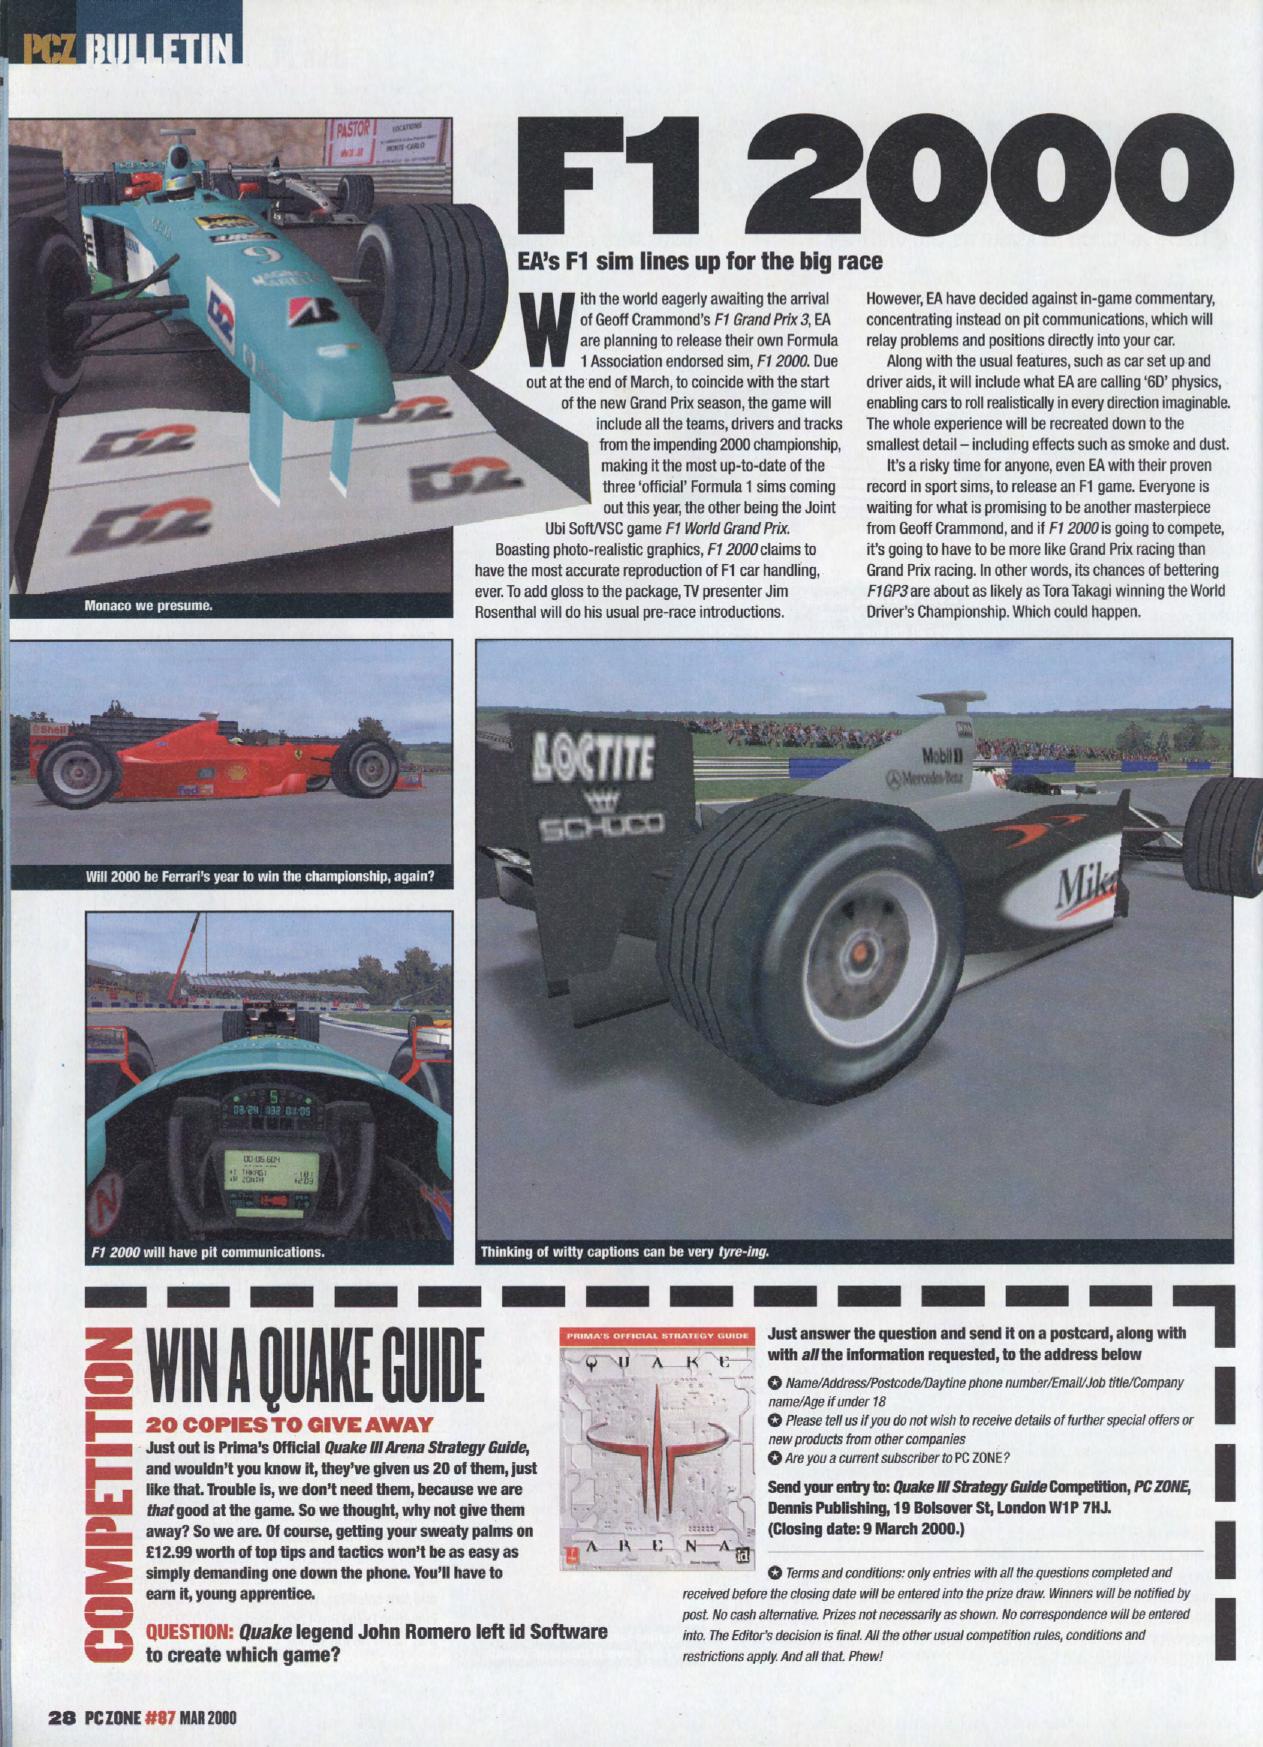 PCZ BULLETIN
F1 2000
EA's F1 sim lines up for the big race
With the world eagerly awaiting the arrival
of Geoff Crammond's F1 Grand Prix 3, EA
are planning to release their own Formula
1 Association endorsed sim, F1 2000. Due
out at the end of March, to coincide with the start
of the new Grand Prix season, the game will
include all the teams, drivers and tracks
from the impending 2000 championship,
making it the most up-to-date of the
three 'official' Formula 1 sims coming
out this year, the other being the Joint
Ubi Soft/VSC game F1 World Grand Prix.
Boasting photo-realistic graphics, F1 2000 claims to
have the most accurate reproduction of F1 car handling,
ever. To add gloss to the package, TV presenter Jim
Rosenthal will do his usual pre-race introductions.
However, EA have decided against in-game commentary,
concentrating instead on pit communications, which will
relay problems and positions directly into your car.
Along with the usual features, such as car set up and
driver aids, it will include what EA are calling '6D' physics,
enabling cars to roll realistically in every direction imaginable.
The whole experience will be recreated down to the
smallest detail – including effects such as smoke and dust.
It's a risky time for anyone, even EA with their proven
record in sport sims, to release an F1 game. Everyone is
waiting for what is promising to be another masterpiece
from Geoff Crammond, and if F1 2000 is going to compete,
it's going to have to be more like Grand Prix racing than
Grand Prix racing. In other words, its chances of bettering
F1GP3 are about as likely as Tora Takagi winning the World
Driver's Championship. Which could happen.
PASTOR
LOCATIONS
MONTE-CARLO
9
D2
D2
D2
D2
D2
Monaco we presume.
Shell
FedEx
Will 2000 be Ferrari's year to win the championship, again?
LOCTITE
SCHUCO
Mobil 1
Mercedes-Benz
Mika
Thinking of witty captions can be very tyre-ing.
5
00:05.604
TAKAGI
ZONTA
F1 2000 will have pit communications.
COMPETITION
WIN A QUAKE GUIDE
20 COPIES TO GIVE AWAY
Just out is Prima's Official Quake III Arena Strategy Guide,
and wouldn't you know it, they've given us 20 of them, just
like that. Trouble is, we don't need them, because we are
that good at the game. So we thought, why not give them
away? So we are. Of course, getting your sweaty palms on
£12.99 worth of top tips and tactics won't be as easy as
simply demanding one down the phone. You'll have to
earn it, young apprentice.
QUESTION: Quake legend John Romero left id Software
to create which game?
PRIMA'S OFFICIAL STRATEGY GUIDE
QUAKE
ARENA
id
Just answer the question and send it on a postcard, along with
with all the information requested, to the address below
Name/Address/Postcode/Daytine phone number/Email/Job title/Company
name/Age if under 18
Please tell us if you do not wish to receive details of further special offers or
new products from other companies
Are you a current subscriber to PC ZONE?
Send your entry to: Quake III Strategy Guide Competition, PC ZONE,
Dennis Publishing, 19 Bolsover St, London W1P 7HJ.
(Closing date: 9 March 2000.)
Terms and conditions: only entries with all the questions completed and
received before the closing date will be entered into the prize draw. Winners will be notified by
post. No cash alternative. Prizes not necessarily as shown. No correspondence will be entered
into. The Editor's decision is final. All the other usual competition rules, conditions and
restrictions apply. And all that. Phew!
28 PC ZONE #87 MAR 2000